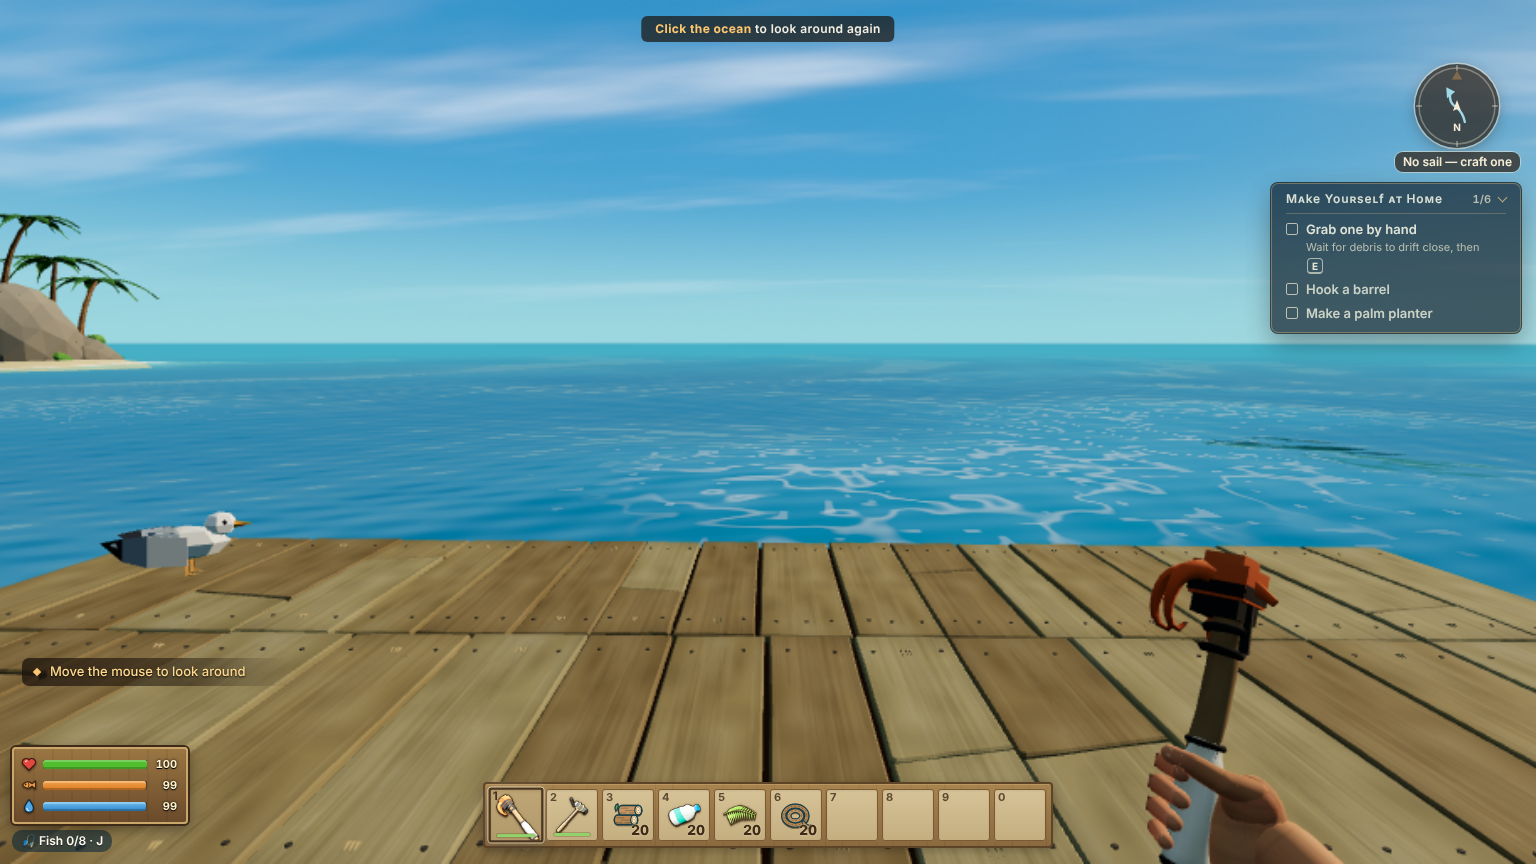 Click the ocean to look around again
N
No sail — craft one
Make Yourself at Home 1/6
Grab one by hand
Wait for debris to drift close, then
E
Hook a barrel
Make a palm planter
Move the mouse to look around
100
99
99
Fish 0/8 · J
1 2 3 4 5 6 7 8 9 0
20 20 20 20